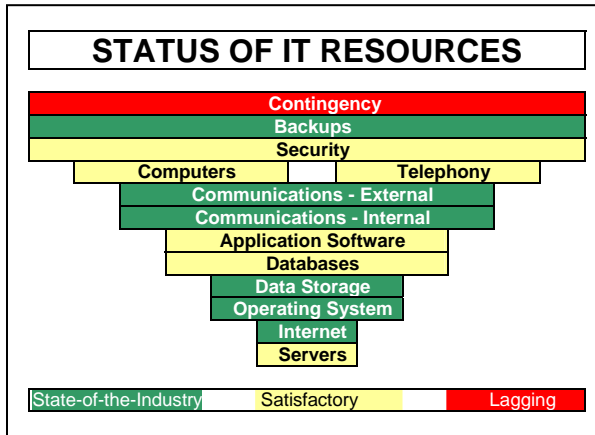 STATUS OF IT RESOURCES
Contingency
Backups
Security
Computers Telephony
Communications - External
Communications - Internal
Application Software
Databases
Data Storage
Operating System
Internet
Servers
State-of-the-Industry Satisfactory Lagging